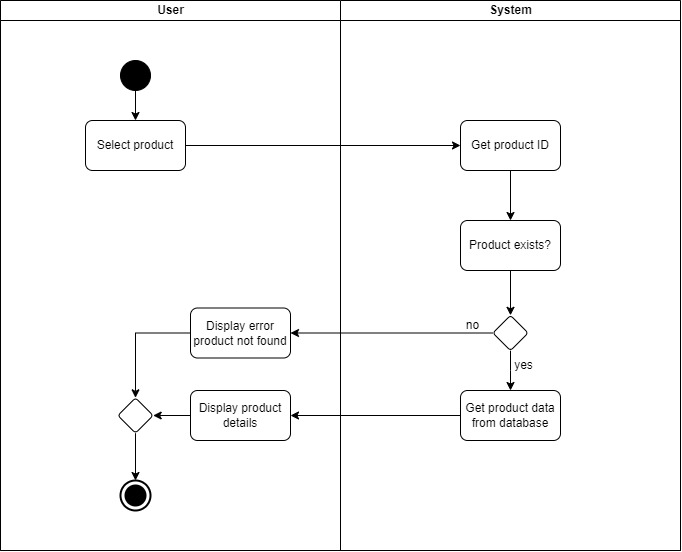 User
System
Select product
Get product ID
Product exists?
no
Display error
product not found
yes
Display product
details
Get product data
from database